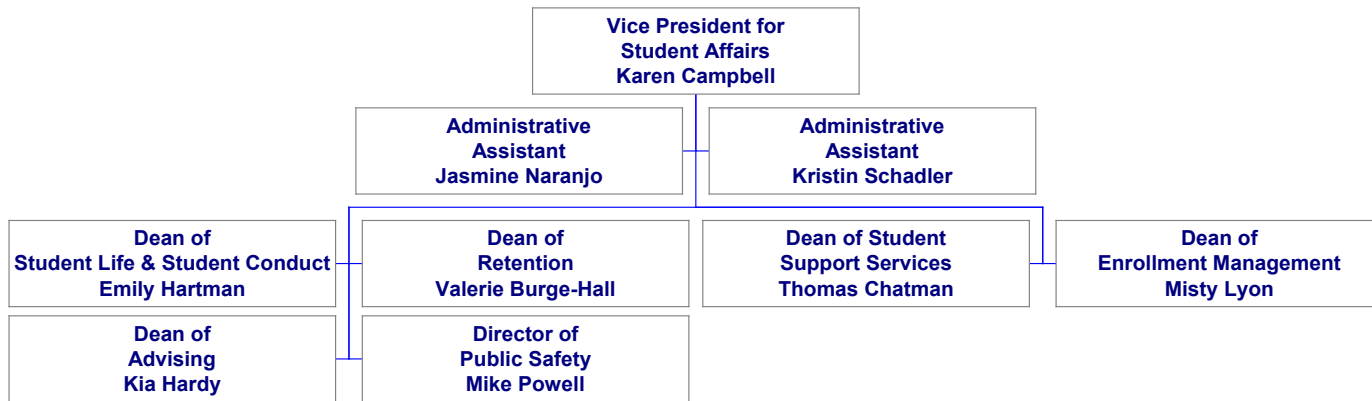 Vice President for
Student Affairs
Karen Campbell
Administrative
Assistant
Jasmine Naranjo
Administrative
Assistant
Kristin Schadler
Dean of
Student Life & Student Conduct
Emily Hartman
Dean of
Retention
Valerie Burge-Hall
Dean of Student
Support Services
Thomas Chatman
Dean of
Enrollment Management
Misty Lyon
Dean of
Advising
Kia Hardy
Director of
Public Safety
Mike Powell